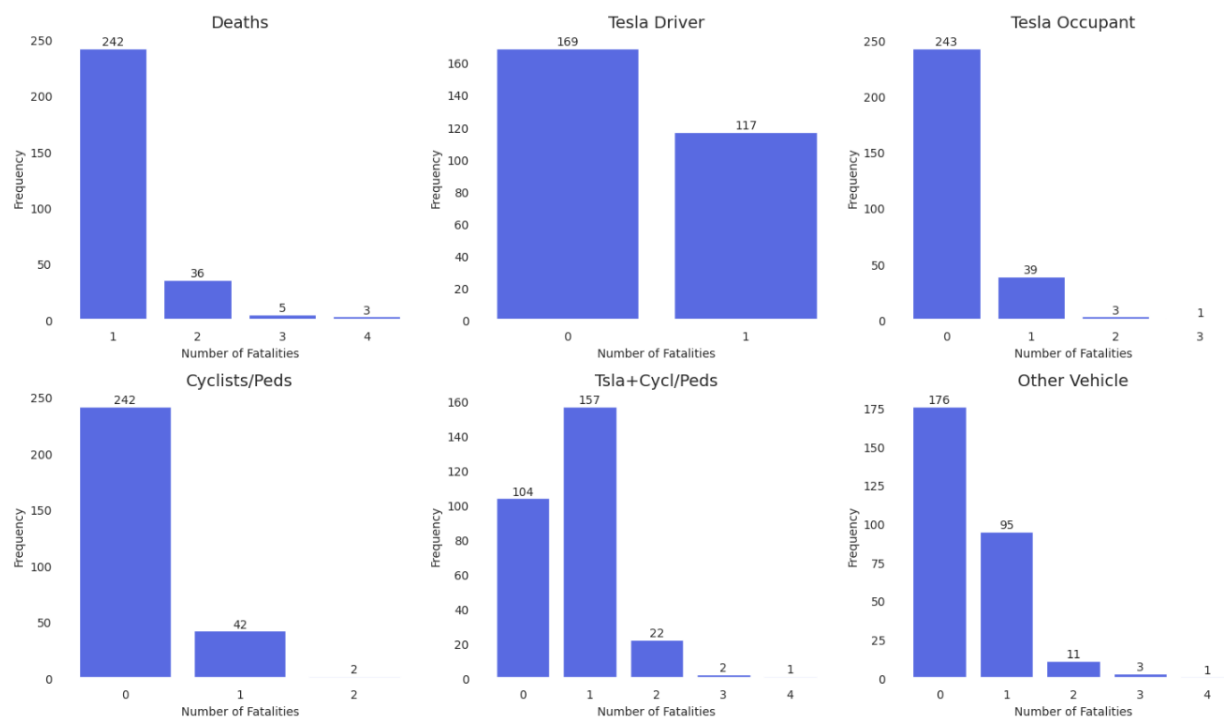 Deaths
250
200
150
100
50
0
Frequency
242
36
5
3
1 2 3 4
Number of Fatalities
Tesla Driver
160
140
120
100
80
60
40
20
0
Frequency
169
117
0 1
Number of Fatalities
Tesla Occupant
250
200
150
100
50
0
Frequency
243
39
3
1
0 1 2 3
Number of Fatalities
Cyclists/Peds
250
200
150
100
50
0
Frequency
242
42
2
0 1 2
Number of Fatalities
Tsla+Cycl/Peds
160
140
120
100
80
60
40
20
0
Frequency
104
157
22
2
1
0 1 2 3 4
Number of Fatalities
Other Vehicle
175
150
125
100
75
50
25
0
Frequency
176
95
11
3
1
0 1 2 3 4
Number of Fatalities